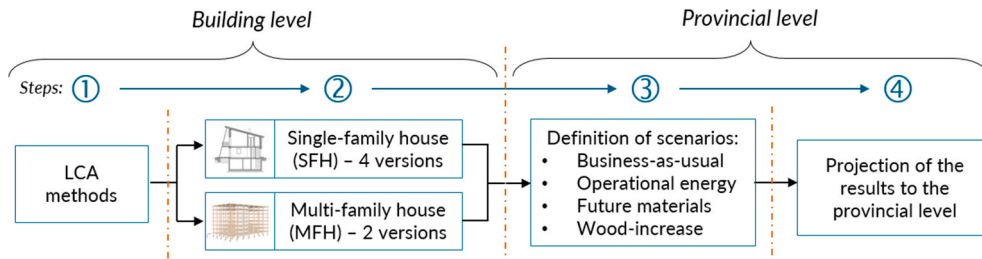 Building level
Provincial level
Steps: ① ② ③ ④
LCA
methods
Single-family house
(SFH) – 4 versions
Multi-family house
(MFH) – 2 versions
Definition of scenarios:
• Business-as-usual
• Operational energy
• Future materials
• Wood-increase
Projection of the
results to the
provincial level